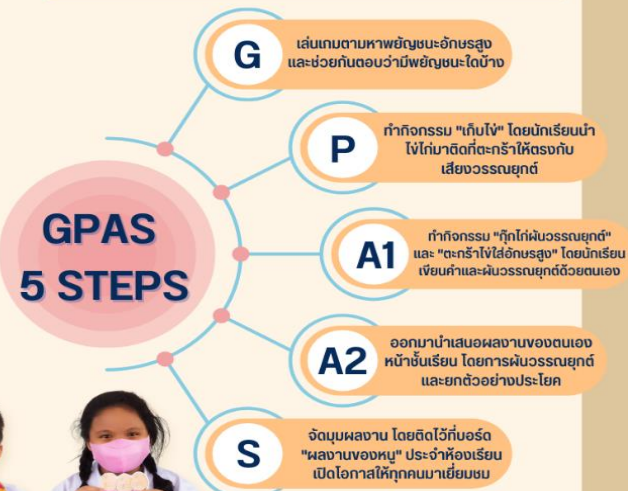 G
เล่นเกมตามหาพยัญชนะอักษรสูง
และช่วยกันตอบว่ามีพยัญชนะใดบ้าง
P
ทำกิจกรรม "เก็บไข่" โดยนักเรียนนำ
ไข่ไก่มาติดที่ตะกร้าให้ตรงกับ
เสียงวรรณยุกต์
GPAS
5 STEPS
A1
ทำกิจกรรม "กุ๊กไก่ผันวรรณยุกต์"
และ "ตะกร้าไข่ใส่อักษรสูง" โดยนักเรียน
เขียนคำและผันวรรณยุกต์ด้วยตนเอง
A2
ออกมานำเสนอผลงานของตนเอง
หน้าชั้นเรียน โดยการผันวรรณยุกต์
และยกตัวอย่างประโยค
S
จัดมุมผลงาน โดยติดไว้ที่บอร์ด
"ผลงานของหนู" ประจำห้องเรียน
เปิดโอกาสให้ทุกคนมาเยี่ยมชม